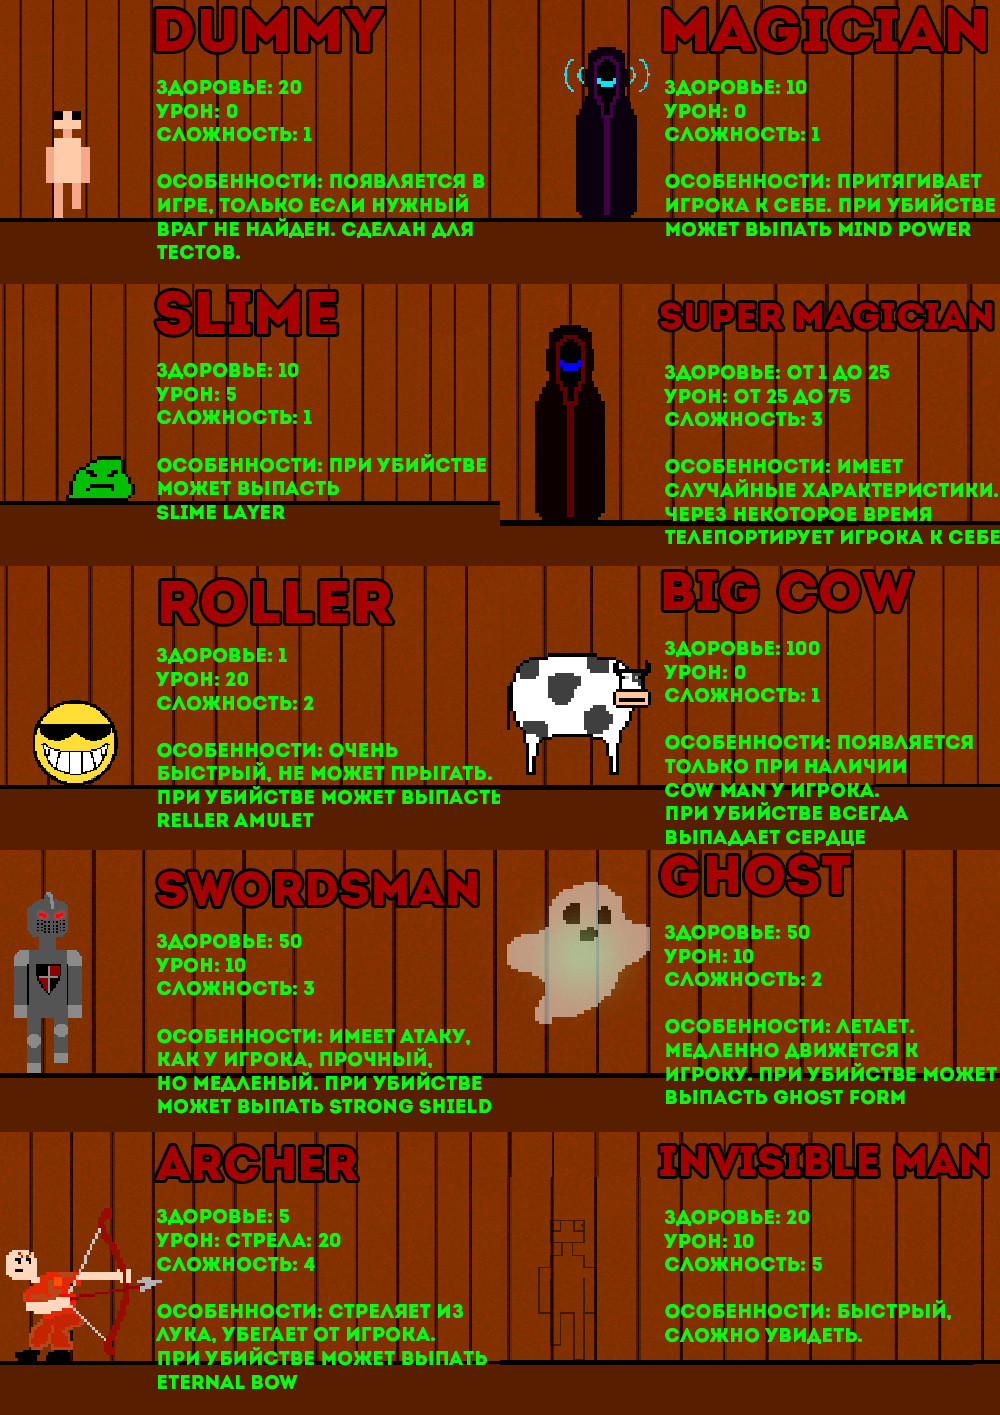 DUMMY
ЗДОРОВЬЕ: 20
УРОН: 0
СЛОЖНОСТЬ: 1
ОСОБЕННОСТИ: ПОЯВЛЯЕТСЯ В
ИГРЕ, ТОЛЬКО ЕСЛИ НУЖНЫЙ
ВРАГ НЕ НАЙДЕН. СДЕЛАН ДЛЯ
ТЕСТОВ.
MAGICIAN
ЗДОРОВЬЕ: 10
УРОН: 0
СЛОЖНОСТЬ: 1
ОСОБЕННОСТИ: ПРИТЯГИВАЕТ
ИГРОКА К СЕБЕ. ПРИ УБИЙСТВЕ
МОЖЕТ ВЫПАТЬ MIND POWER
SLIME
ЗДОРОВЬЕ: 10
УРОН: 5
СЛОЖНОСТЬ: 1
ОСОБЕННОСТИ: ПРИ УБИЙСТВЕ
МОЖЕТ ВЫПАСТЬ
SLIME LAYER
SUPER MAGICIAN
ЗДОРОВЬЕ: ОТ 1 ДО 25
УРОН: ОТ 25 ДО 75
СЛОЖНОСТЬ: 3
ОСОБЕННОСТИ: ИМЕЕТ
СЛУЧАЙНЫЕ ХАРАКТЕРИСТИКИ.
ЧЕРЕЗ НЕКОТОРОЕ ВРЕМЯ
ТЕЛЕПОРТИРУЕТ ИГРОКА К СЕБЕ
ROLLER
ЗДОРОВЬЕ: 1
УРОН: 20
СЛОЖНОСТЬ: 2
ОСОБЕННОСТИ: ОЧЕНЬ
БЫСТРЫЙ, НЕ МОЖЕТ ПРЫГАТЬ.
ПРИ УБИЙСТВЕ МОЖЕТ ВЫПАСТЬ
RELLER AMULET
BIG COW
ЗДОРОВЬЕ: 100
УРОН: 0
СЛОЖНОСТЬ: 1
ОСОБЕННОСТИ: ПОЯВЛЯЕТСЯ
ТОЛЬКО ПРИ НАЛИЧИИ
COW MAN У ИГРОКА.
ПРИ УБИЙСТВЕ ВСЕГДА
ВЫПАДАЕТ СЕРДЦЕ
SWORDSMAN
ЗДОРОВЬЕ: 50
УРОН: 10
СЛОЖНОСТЬ: 3
ОСОБЕННОСТИ: ИМЕЕТ АТАКУ,
КАК У ИГРОКА, ПРОЧНЫЙ,
НО МЕДЛЕНЫЙ. ПРИ УБИЙСТВЕ
МОЖЕТ ВЫПАТЬ STRONG SHIELD
GHOST
ЗДОРОВЬЕ: 50
УРОН: 10
СЛОЖНОСТЬ: 2
ОСОБЕННОСТИ: ЛЕТАЕТ.
МЕДЛЕННО ДВИЖЕТСЯ К
ИГРОКУ. ПРИ УБИЙСТВЕ МОЖЕТ
ВЫПАСТЬ GHOST FORM
ARCHER
ЗДОРОВЬЕ: 5
УРОН: СТРЕЛА: 20
СЛОЖНОСТЬ: 4
ОСОБЕННОСТИ: СТРЕЛЯЕТ ИЗ
ЛУКА, УБЕГАЕТ ОТ ИГРОКА.
ПРИ УБИЙСТВЕ МОЖЕТ ВЫПАТЬ
ETERNAL BOW
INVISIBLE MAN
ЗДОРОВЬЕ: 20
УРОН: 10
СЛОЖНОСТЬ: 5
ОСОБЕННОСТИ: БЫСТРЫЙ,
СЛОЖНО УВИДЕТЬ.